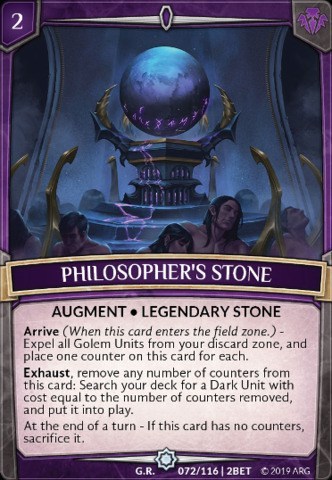 2
PHILOSOPHER'S STONE
AUGMENT • LEGENDARY STONE
Arrive (When this card enters the field zone.) -
Expel all Golem Units from your discard zone, and
place one counter on this card for each.
Exhaust, remove any number of counters from
this card: Search your deck for a Dark Unit with
cost equal to the number of counters removed,
and put it into play.
At the end of a turn - If this card has no counters,
sacrifice it.
G.R. 072/116 | 2BET © 2019 ARG